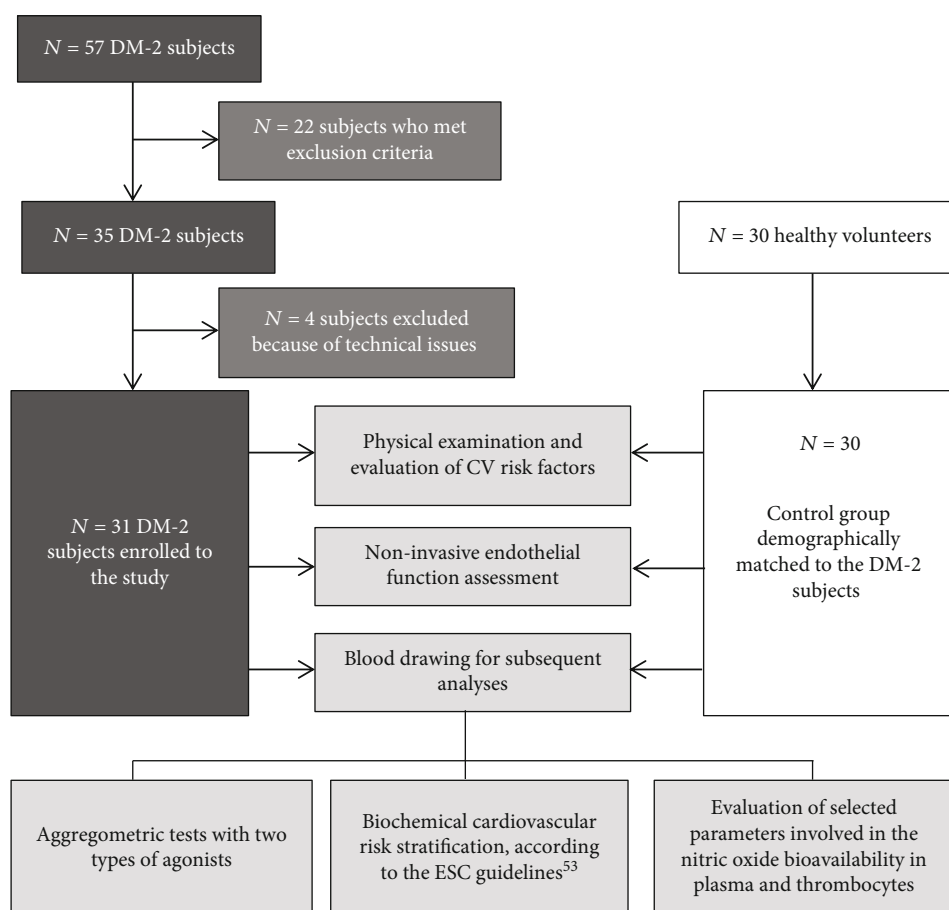 N = 57 DM-2 subjects
N = 22 subjects who met
exclusion criteria
N = 35 DM-2 subjects
N = 30 healthy volunteers
N = 4 subjects excluded
because of technical issues
N = 31 DM-2
subjects enrolled to
the study
Physical examination and
evaluation of CV risk factors
Non-invasive endothelial
function assessment
Blood drawing for subsequent
analyses
N = 30
Control group
demographically
matched to the DM-2
subjects
Aggregometric tests with two
types of agonists
Biochemical cardiovascular
risk stratification, according
to the ESC guidelines⁵³
Evaluation of selected
parameters involved in the
nitric oxide bioavailability in
plasma and thrombocytes